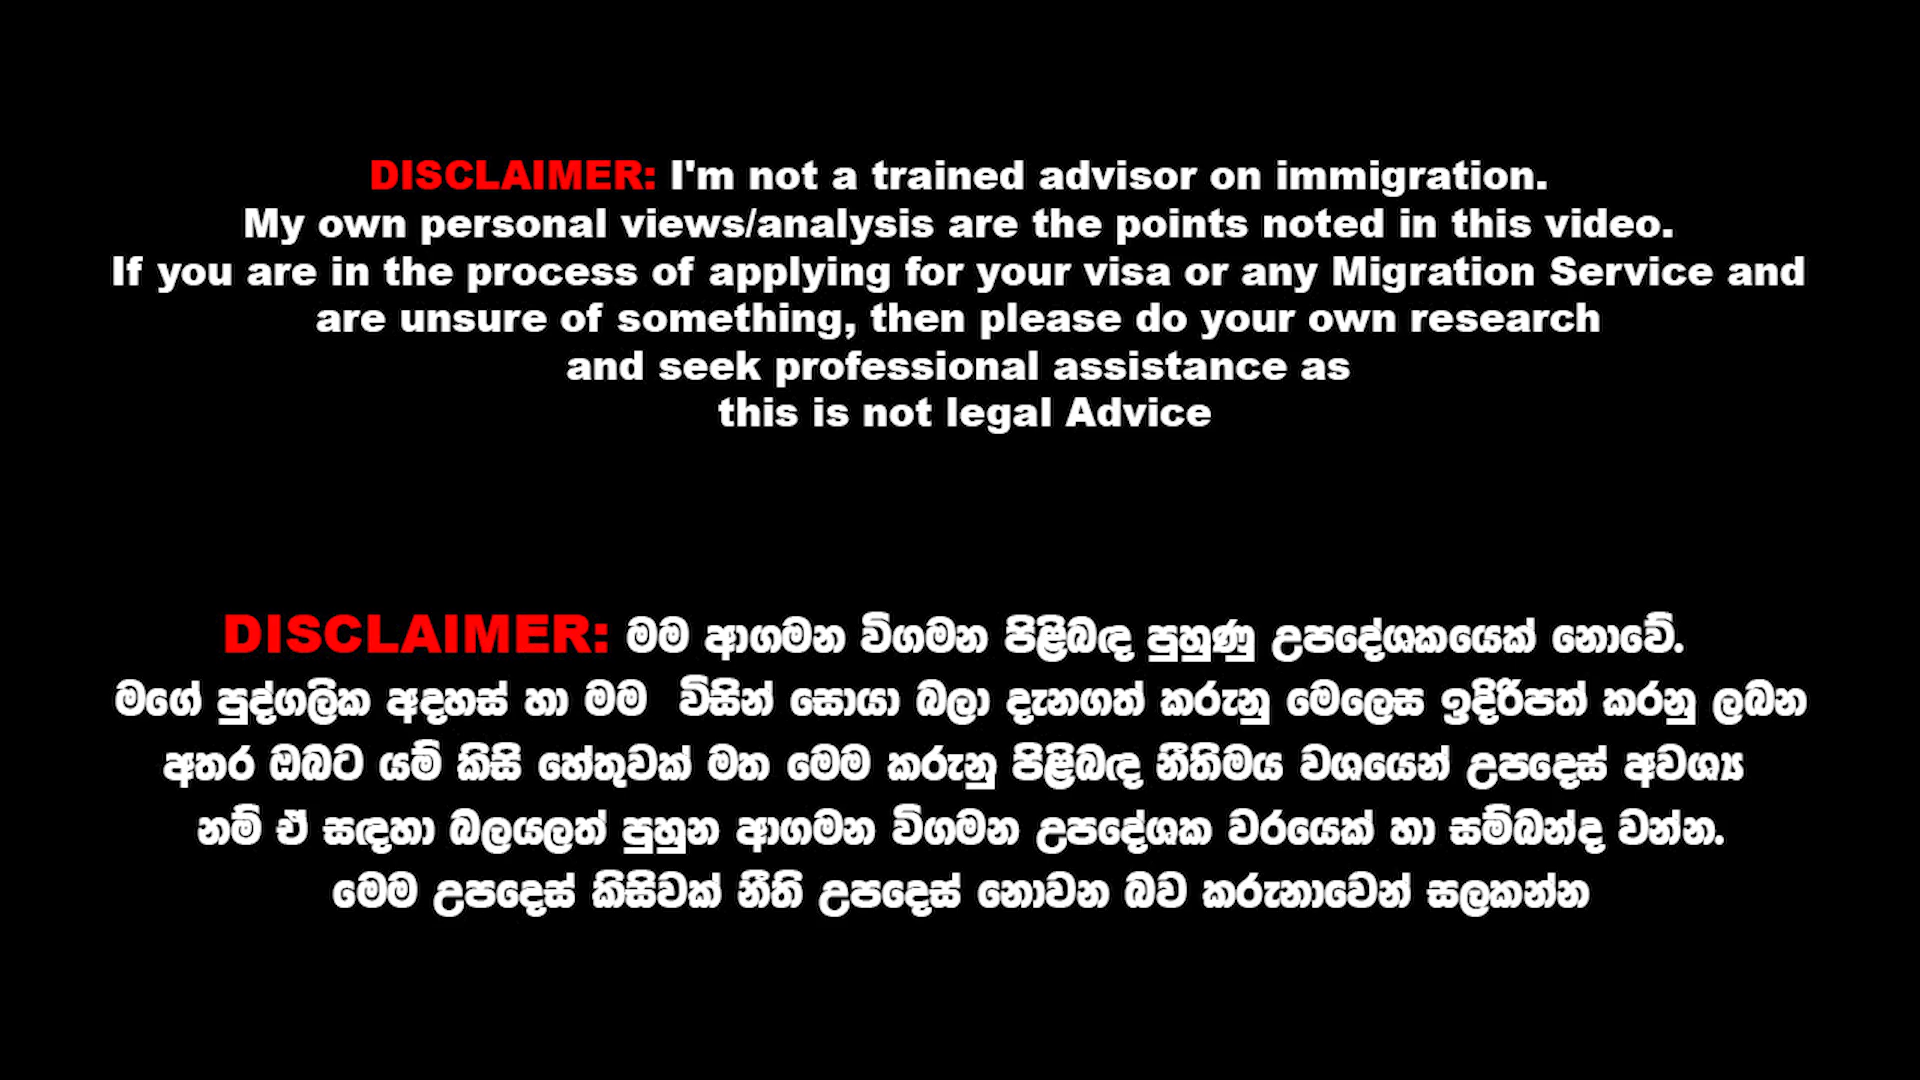 DISCLAIMER: I'm not a trained advisor on immigration.
My own personal views/analysis are the points noted in this video.
If you are in the process of applying for your visa or any Migration Service and
are unsure of something, then please do your own research
and seek professional assistance as
this is not legal Advice
DISCLAIMER: මම ආගමන විගමන පිළිබඳ පුහුණු උපදේශකයෙක් නොවේ.
මගේ පුද්ගලික අදහස් හා මම  විසින් සොයා බලා දැනගත් කරුනු මෙලෙස ඉදිරිපත් කරනු ලබන
අතර ඔබට යම් කිසි හේතුවක් මත මෙම කරුනු පිළිබඳ නීතිමය වශයෙන් උපදෙස් අවශ්‍ය
නම් ඒ සඳහා බලයලත් පුහුන ආගමන විගමන උපදේශක වරයෙක් හා සම්බන්ද වන්න.
මෙම උපදෙස් කිසිවක් නීති උපදෙස් නොවන බව කරුනාවෙන් සලකන්න